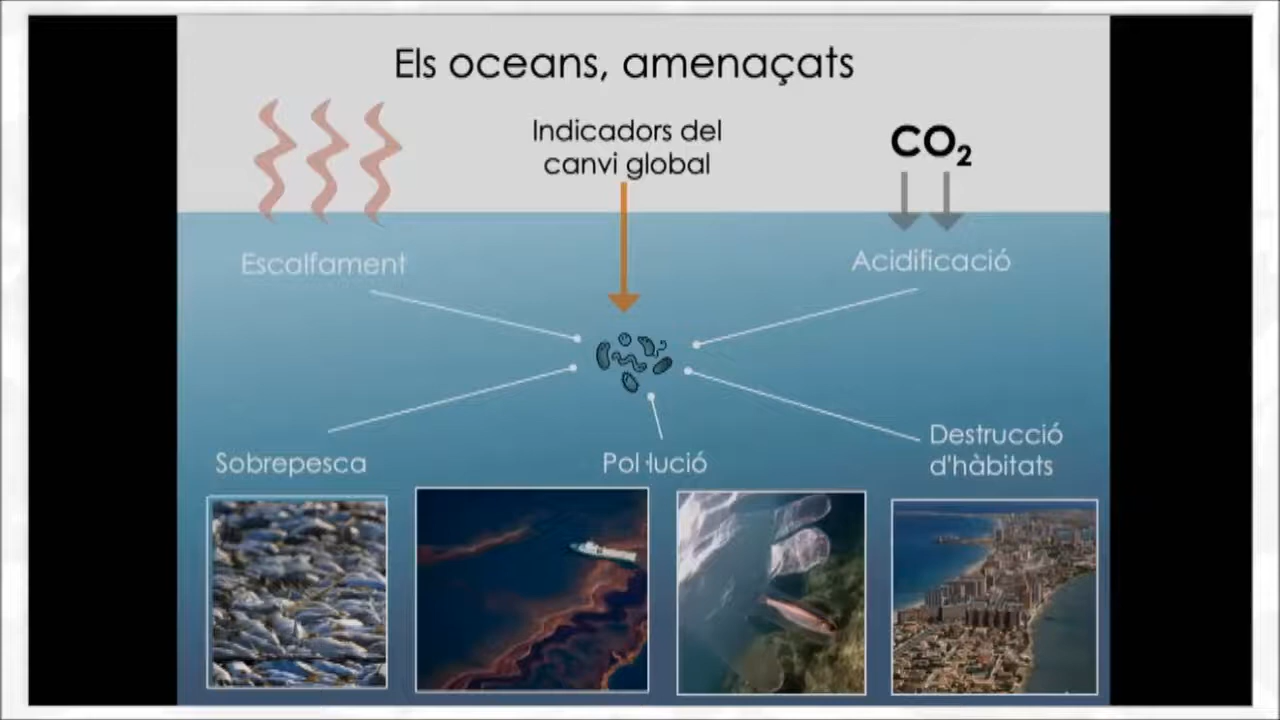 Els oceans, amenaçats
Indicadors del
canvi global
CO₂
Escalfament
Acidificació
Sobrepesca
Pol·lució
Destrucció
d'hàbitats